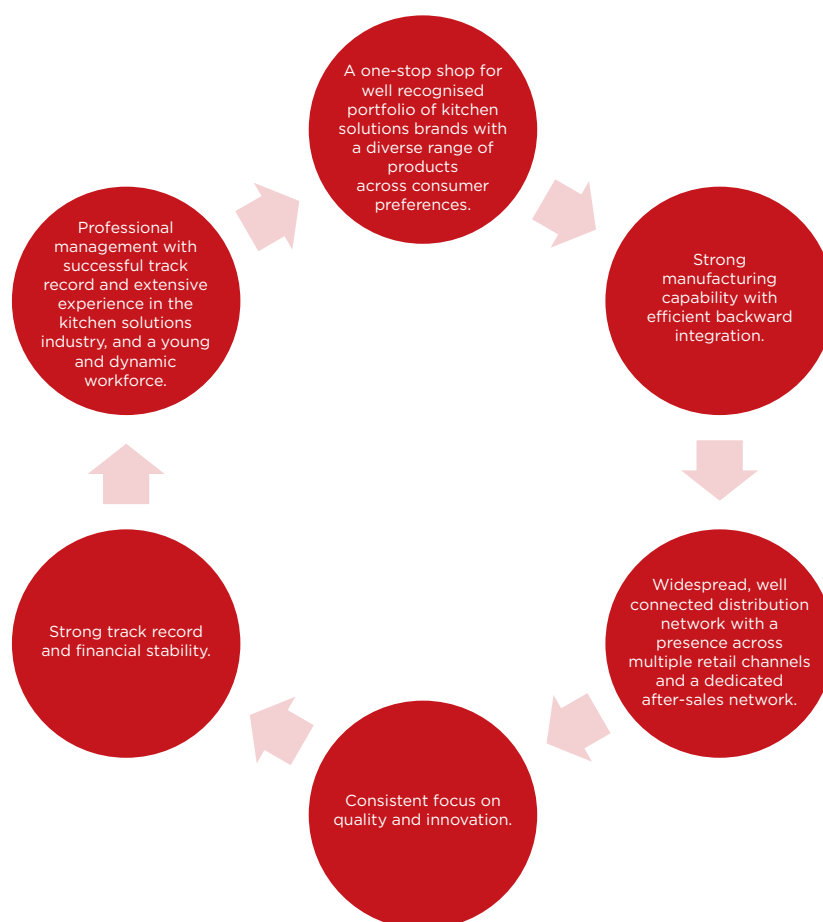 A one-stop shop for
well recognised
portfolio of kitchen
solutions brands with
a diverse range of
products
across consumer
preferences.
Strong
manufacturing
capability with
efficient backward
integration.
Widespread, well
connected distribution
network with a
presence across
multiple retail channels
and a dedicated
after-sales network.
Consistent focus on
quality and innovation.
Strong track record
and financial stability.
Professional
management with
successful track
record and extensive
experience in the
kitchen solutions
industry, and a young
and dynamic
workforce.